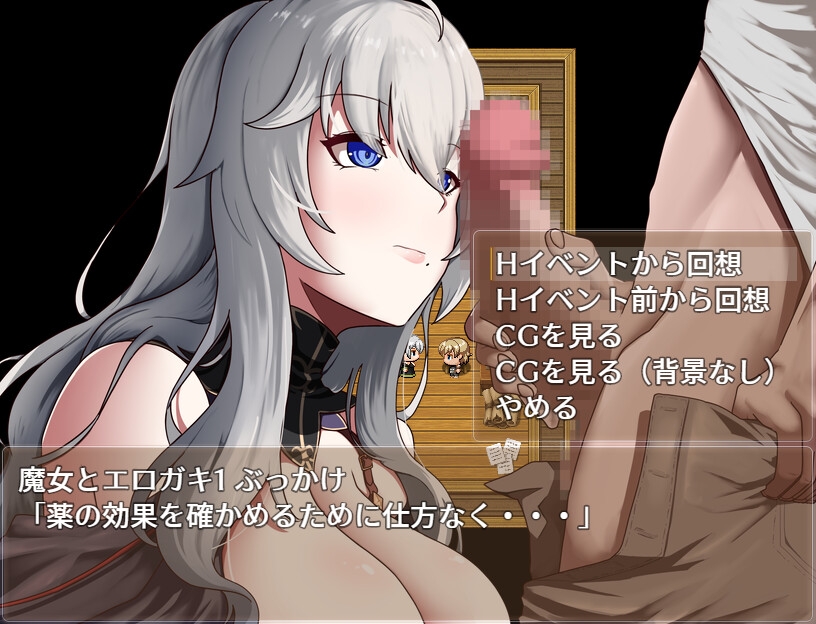 Hイベントから回想
Hイベント前から回想
CGを見る
CGを見る（背景なし）
やめる
魔女とエロガキ1 ぶっかけ
「薬の効果を確かめるために仕方なく・・・」